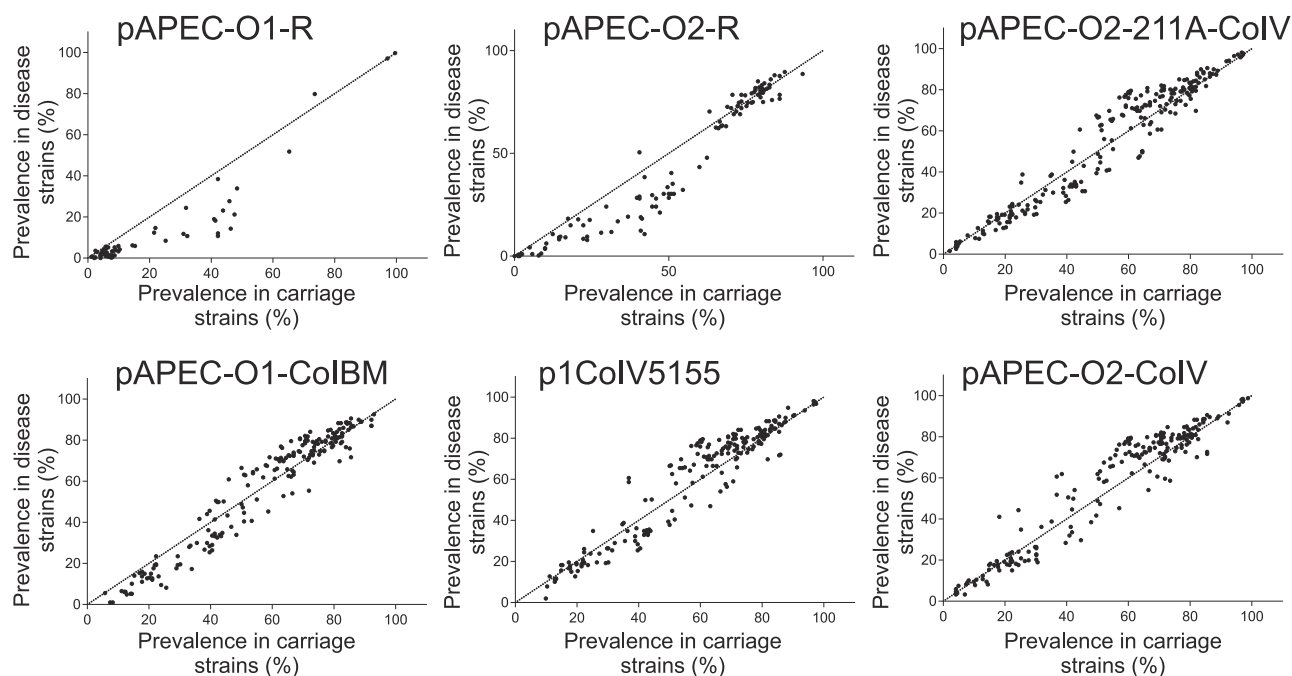 pAPEC-O1-R
Prevalence in disease
strains (%)
100
80
60
40
20
0
0 20 40 60 80 100
Prevalence in carriage
strains (%)
pAPEC-O2-R
Prevalence in disease
strains (%)
100
50
0
0 50 100
Prevalence in carriage
strains (%)
pAPEC-O2-211A-ColV
Prevalence in disease
strains (%)
100
80
60
40
20
0
0 20 40 60 80 100
Prevalence in carriage
strains (%)
pAPEC-O1-ColBM
Prevalence in disease
strains (%)
100
80
60
40
20
0
0 20 40 60 80 100
Prevalence in carriage
strains (%)
p1ColV5155
Prevalence in disease
strains (%)
100
80
60
40
20
0
0 20 40 60 80 100
Prevalence in carriage
strains (%)
pAPEC-O2-ColV
Prevalence in disease
strains (%)
100
80
60
40
20
0
0 20 40 60 80 100
Prevalence in carriage
strains (%)